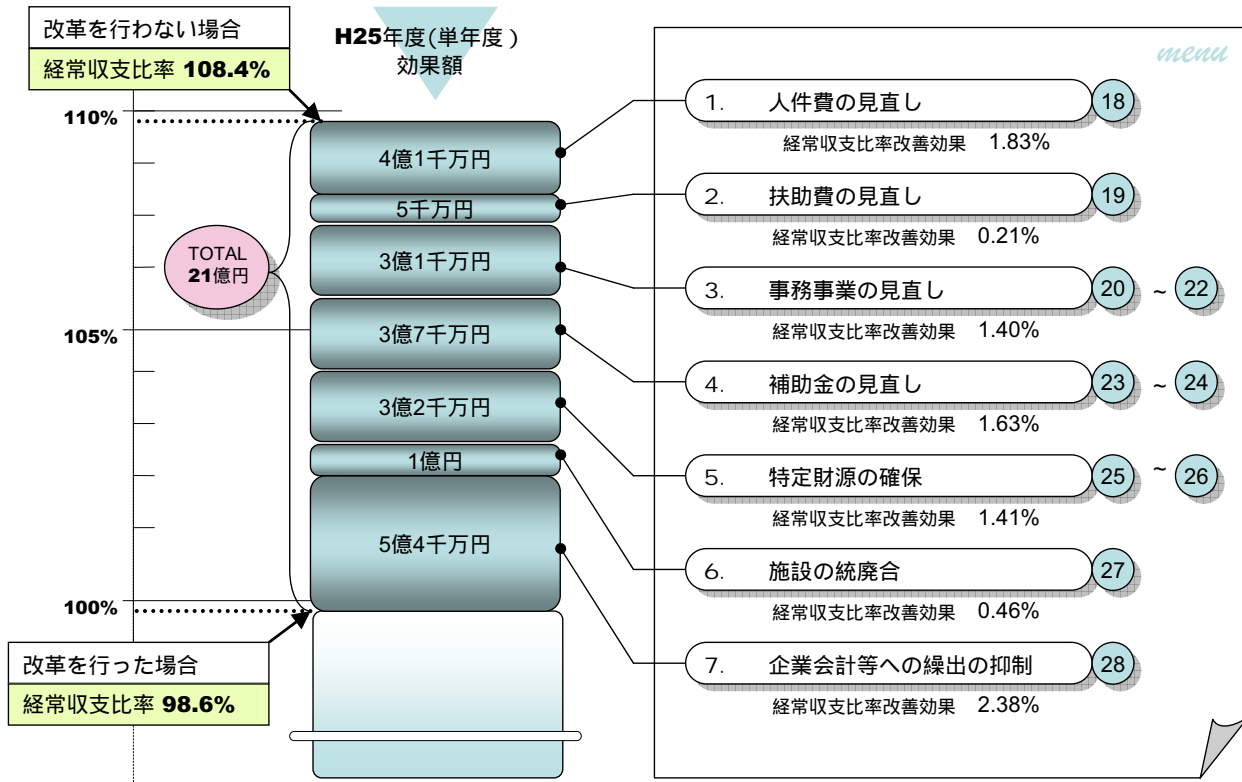 改革を行わない場合
経常収支比率 108.4%
H25年度(単年度)
効果額
menu
110%
105%
100%
TOTAL
21億円
4億1千万円
5千万円
3億1千万円
3億7千万円
3億2千万円
1億円
5億4千万円
1. 人件費の見直し 18
経常収支比率改善効果 1.83%
2. 扶助費の見直し 19
経常収支比率改善効果 0.21%
3. 事務事業の見直し 20 ~ 22
経常収支比率改善効果 1.40%
4. 補助金の見直し 23 ~ 24
経常収支比率改善効果 1.63%
5. 特定財源の確保 25 ~ 26
経常収支比率改善効果 1.41%
6. 施設の統廃合 27
経常収支比率改善効果 0.46%
7. 企業会計等への繰出の抑制 28
経常収支比率改善効果 2.38%
改革を行った場合
経常収支比率 98.6%